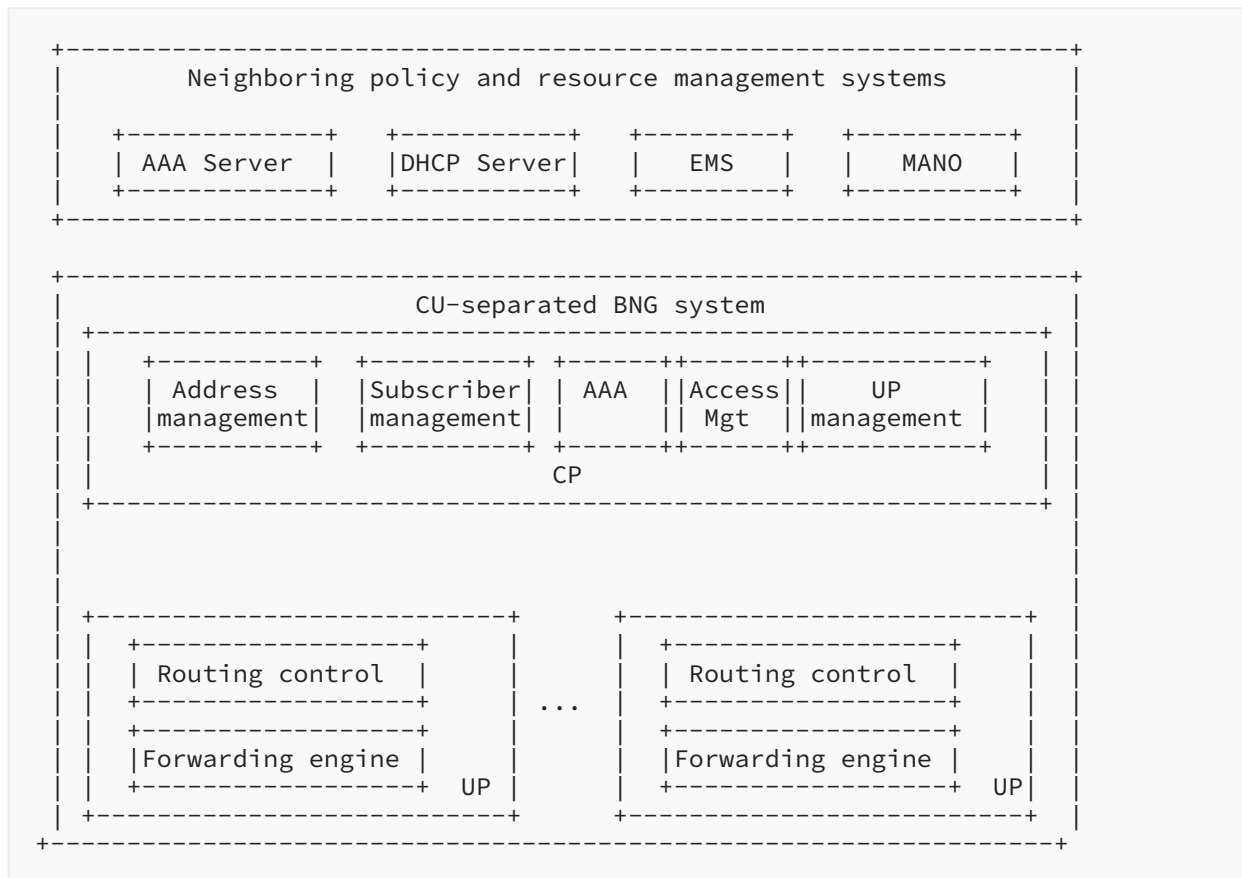 Neighboring policy and resource management systems
AAA Server DHCP Server EMS MANO
CU-separated BNG system
Address Subscriber AAA Access UP
management management Mgt management
CP
Routing control Routing control
...
Forwarding engine Forwarding engine
UP UP